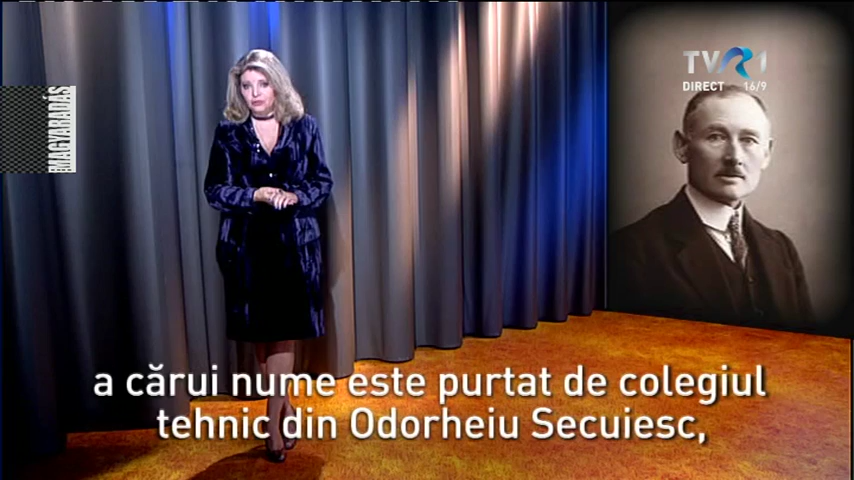 TVR1
DIRECT 16/9
MAGYARADÁS
a cărui nume este purtat de colegiul
tehnic din Odorheiu Secuiesc,